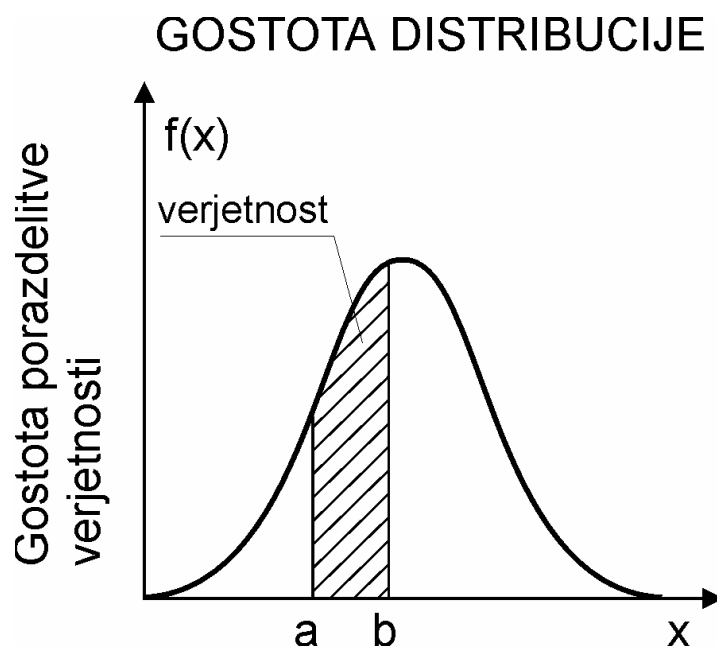 GOSTOTA DISTRIBUCIJE
f(x)
verjetnost
Gostota porazdelitve
verjetnosti
a
b
x